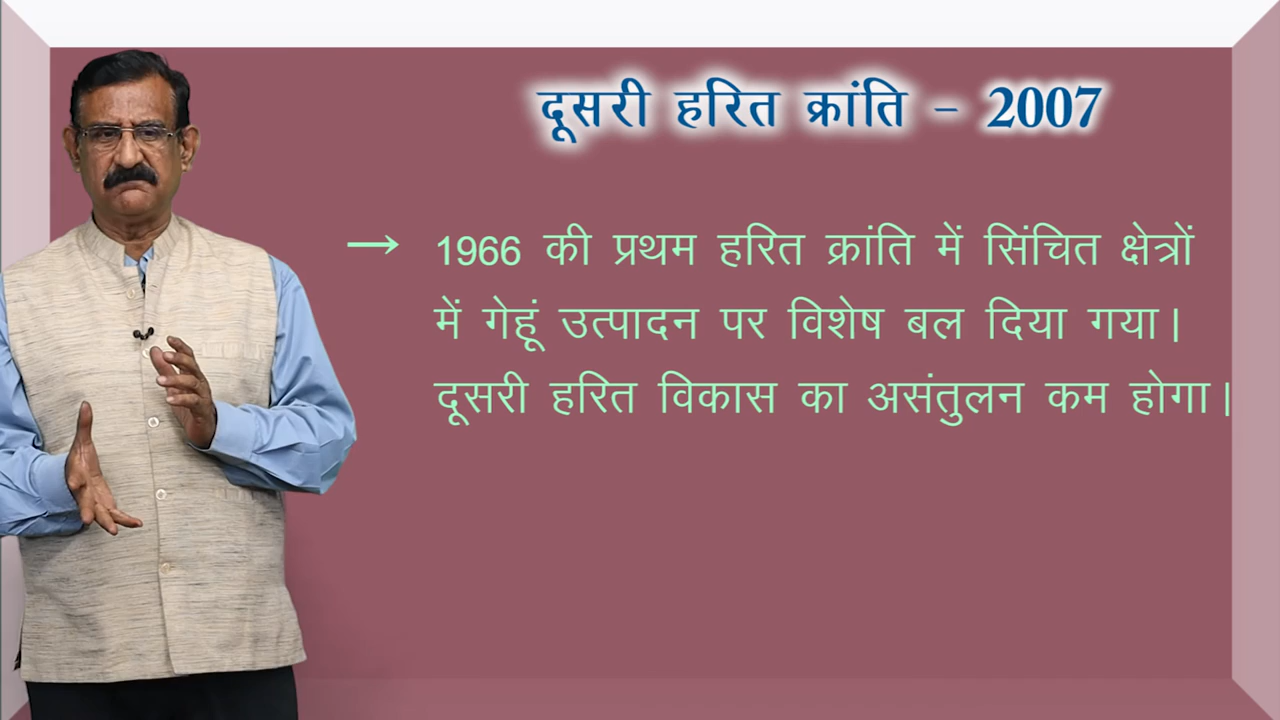 दूसरी हरित क्रांति - 2007
→ 1966 की प्रथम हरित क्रांति में सिंचित क्षेत्रों
में गेहूं उत्पादन पर विशेष बल दिया गया।
दूसरी हरित विकास का असंतुलन कम होगा।